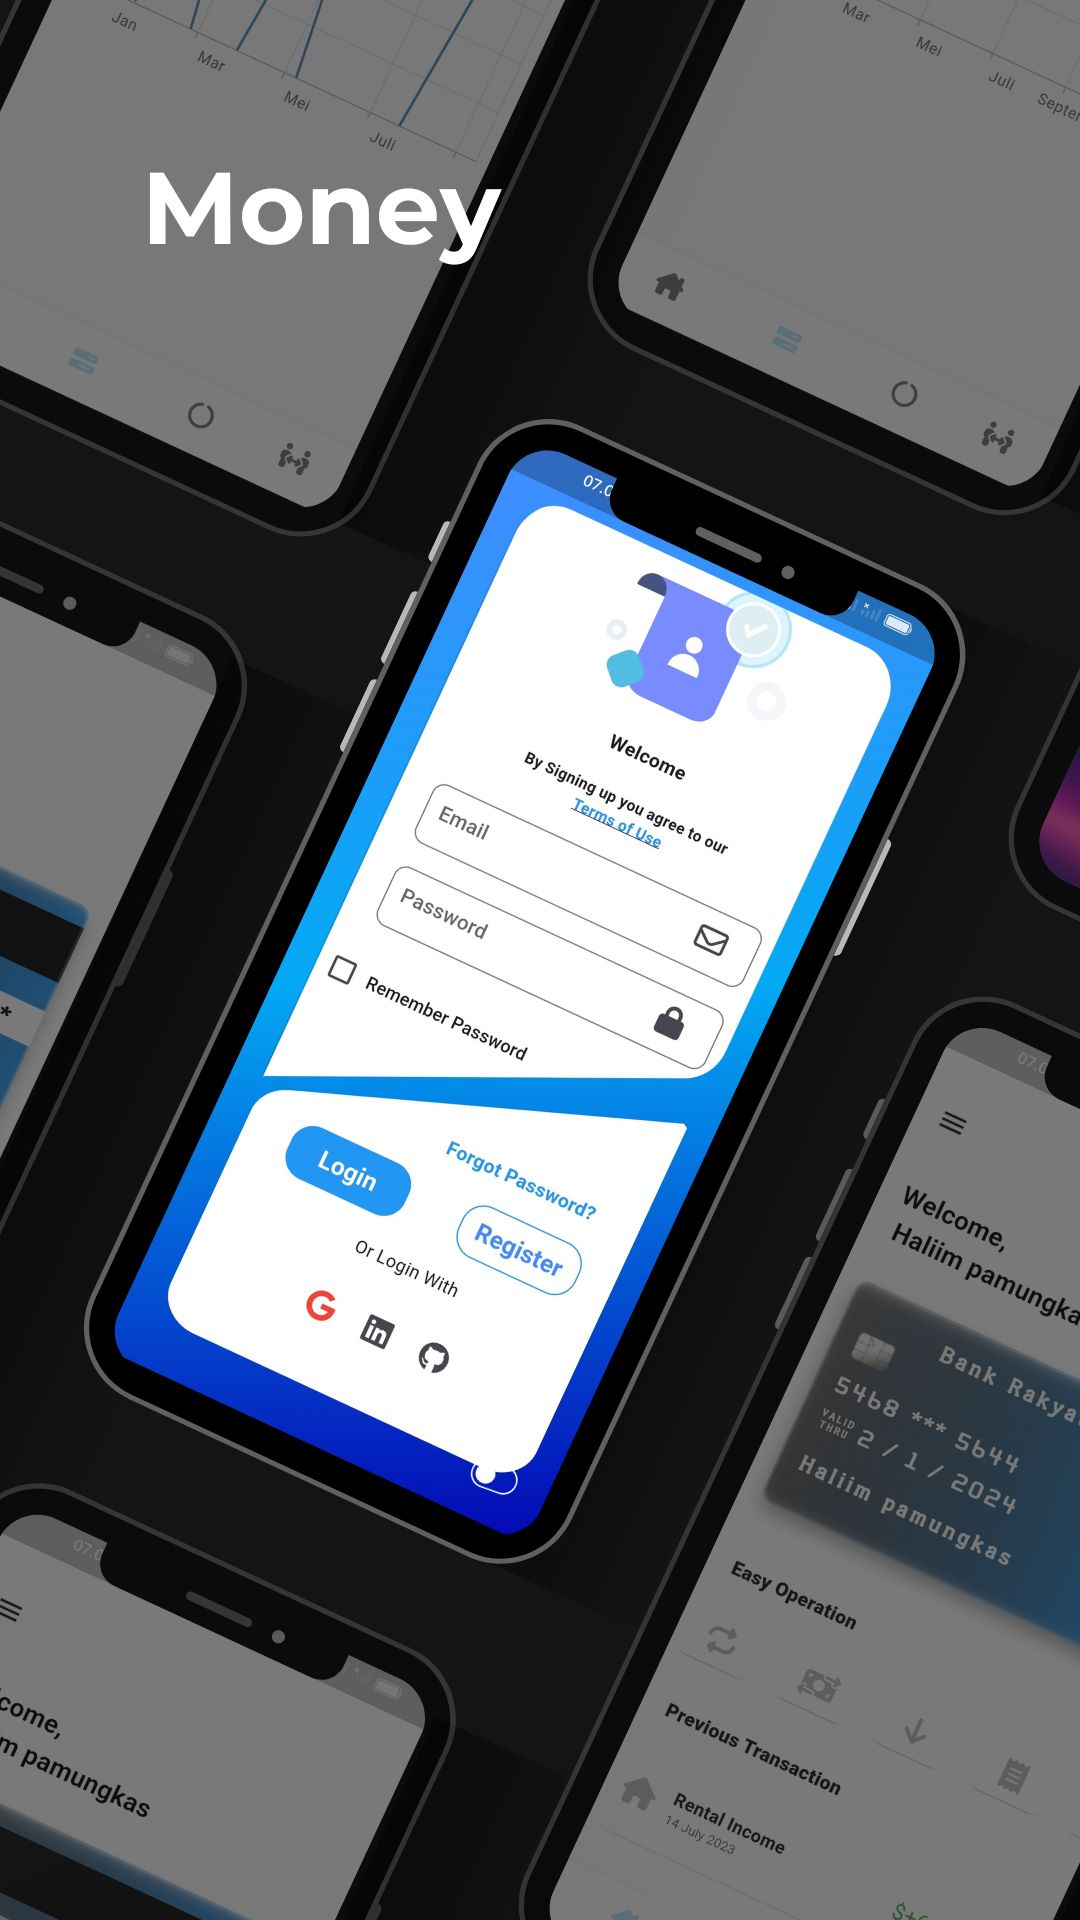 Jan
Mar
Mei
Juli
Mar
Mei
Juli
Money
07.0
Welcome
By Signing up you agree to our
Terms of Use
Email
Password
Remember Password
Login
Forgot Password?
Register
Or Login With
*
07.0
Welcome,
Haliim pamungka
Bank Rakya
5468 *** 5644
VALID
THRU
2 / 1 / 2024
Haliim pamungkas
Easy Operation
Previous Transaction
Rental Income
14 July 2023
07.0
come,
m pamungkas